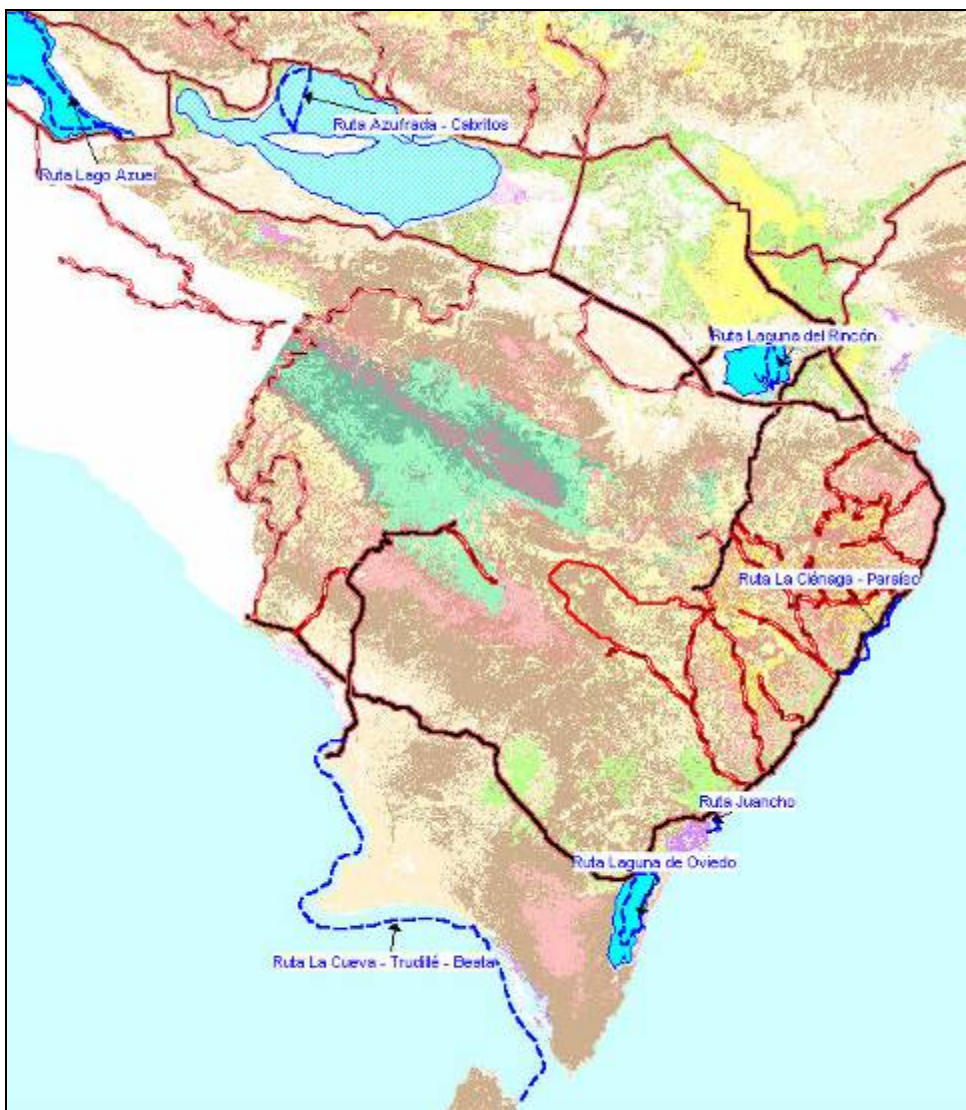 Ruta Azufrada - Cabritos
Ruta Lago Azuei
Ruta Laguna del Rincón
Ruta La Ciénaga - Paraíso
Ruta Juancho
Ruta Laguna de Oviedo
Ruta La Cueva - Trudillé - Beata